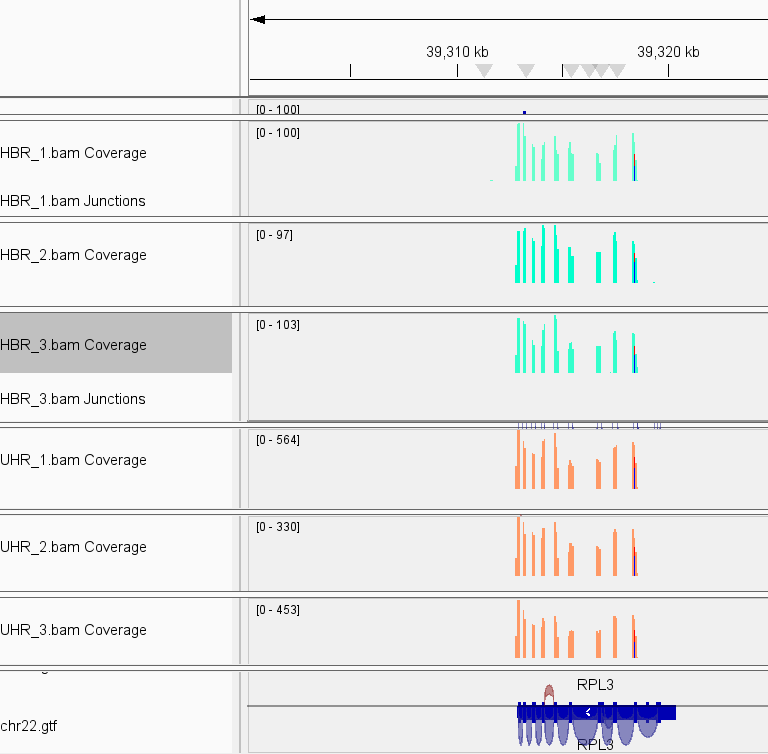 39,310 kb 39,320 kb
[0 - 100]
[0 - 100]
HBR_1.bam Coverage
HBR_1.bam Junctions
[0 - 97]
HBR_2.bam Coverage
[0 - 103]
HBR_3.bam Coverage
HBR_3.bam Junctions
[0 - 564]
UHR_1.bam Coverage
[0 - 330]
UHR_2.bam Coverage
[0 - 453]
UHR_3.bam Coverage
RPL3
chr22.gtf
RPL3